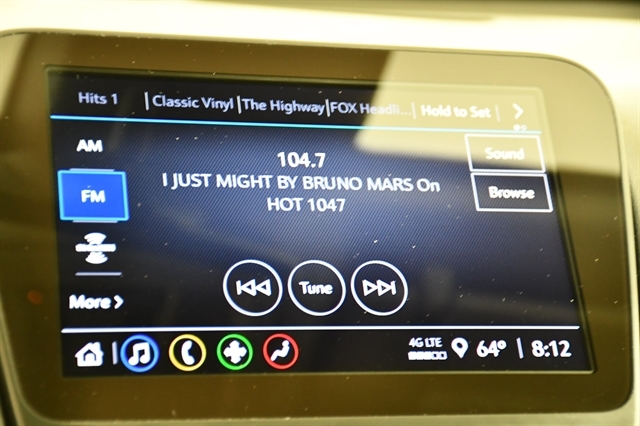 Hits 1 | Classic Vinyl | The Highway | FOX Headli... | Hold to Set
AM
FM
More
104.7
I JUST MIGHT BY BRUNO MARS On
HOT 1047
Sound
Browse
Tune
4G LTE
64° | 8:12